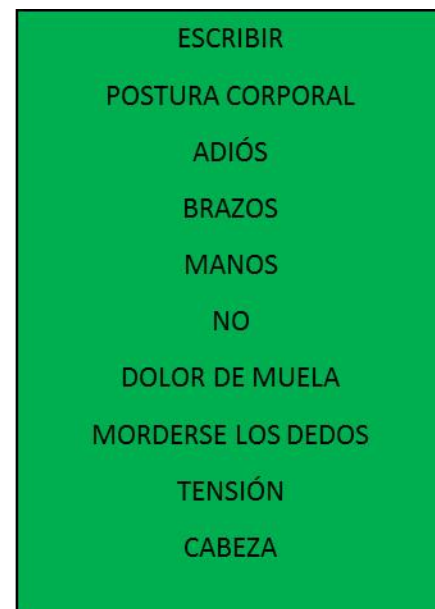 ESCRIBIR
POSTURA CORPORAL
ADIÓS
BRAZOS
MANOS
NO
DOLOR DE MUELA
MORDERSE LOS DEDOS
TENSIÓN
CABEZA